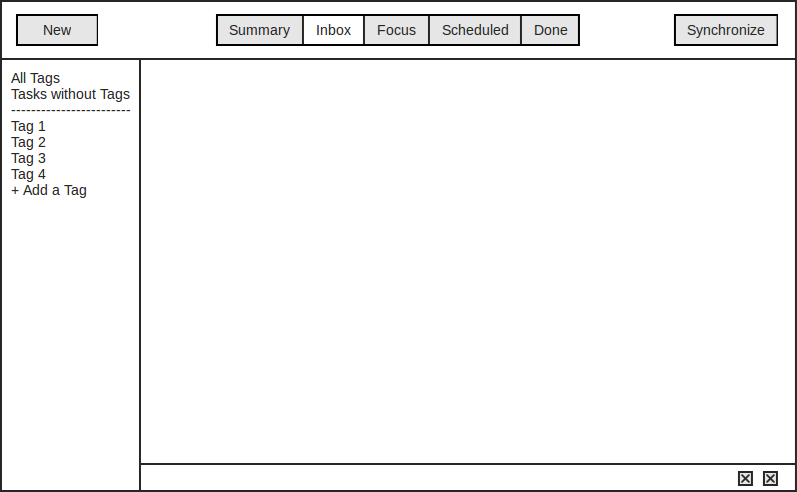 New
Summary Inbox Focus Scheduled Done
Synchronize
All Tags
Tasks without Tags
------------------------
Tag 1
Tag 2
Tag 3
Tag 4
+ Add a Tag